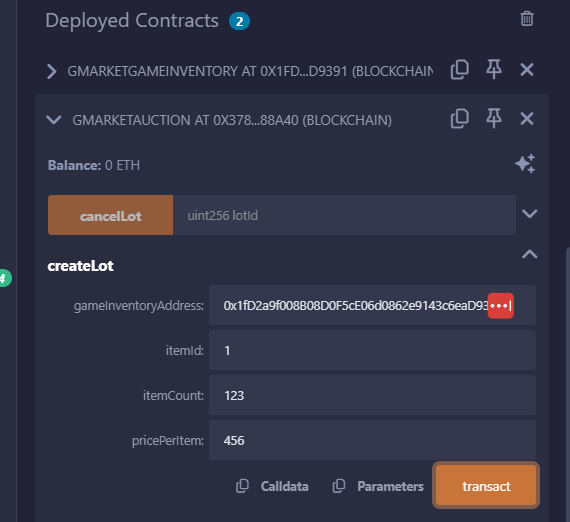 Deployed Contracts 2
GMARKETGAMEINVENTORY AT 0X1FD...D9391 (BLOCKCHAIN
GMARKETAUCTION AT 0X378...88A40 (BLOCKCHAIN)
Balance: 0 ETH
cancelLot uint256 lotId
4
createLot
gameInventoryAddress: 0x1fD2a9f008B08D0F5cE06d0862e9143c6eaD93
itemId: 1
itemCount: 123
pricePerItem: 456
Calldata Parameters transact